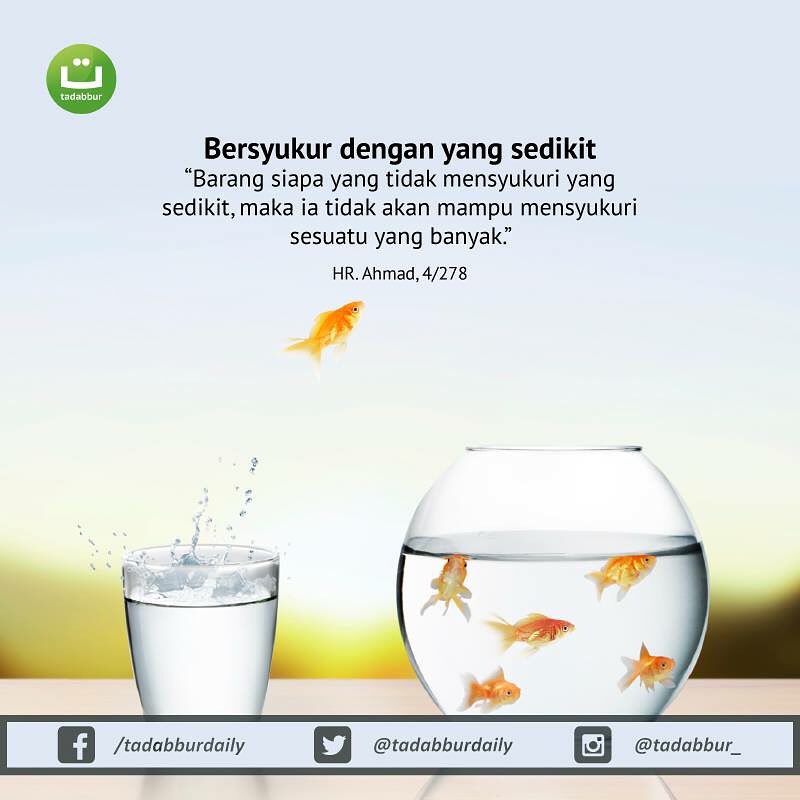 tadabbur
Bersyukur dengan yang sedikit
“Barang siapa yang tidak mensyukuri yang
sedikit, maka ia tidak akan mampu mensyukuri
sesuatu yang banyak.”
HR. Ahmad, 4/278
/tadabburdaily @tadabburdaily @tadabbur_